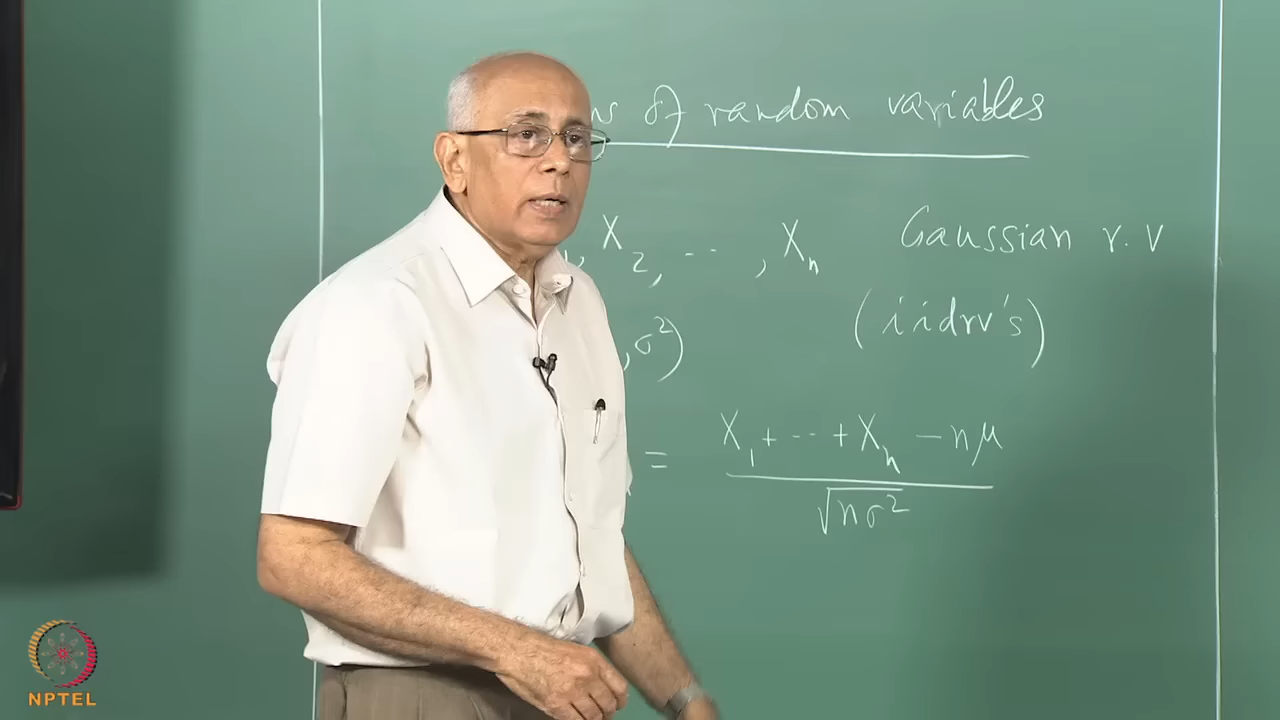 of random variables
, X₂, -- , Xₙ Gaussian r.v
, σ²) (iidrv's)
= X₁ + -- + Xₙ - nμ
√nσ²
NPTEL